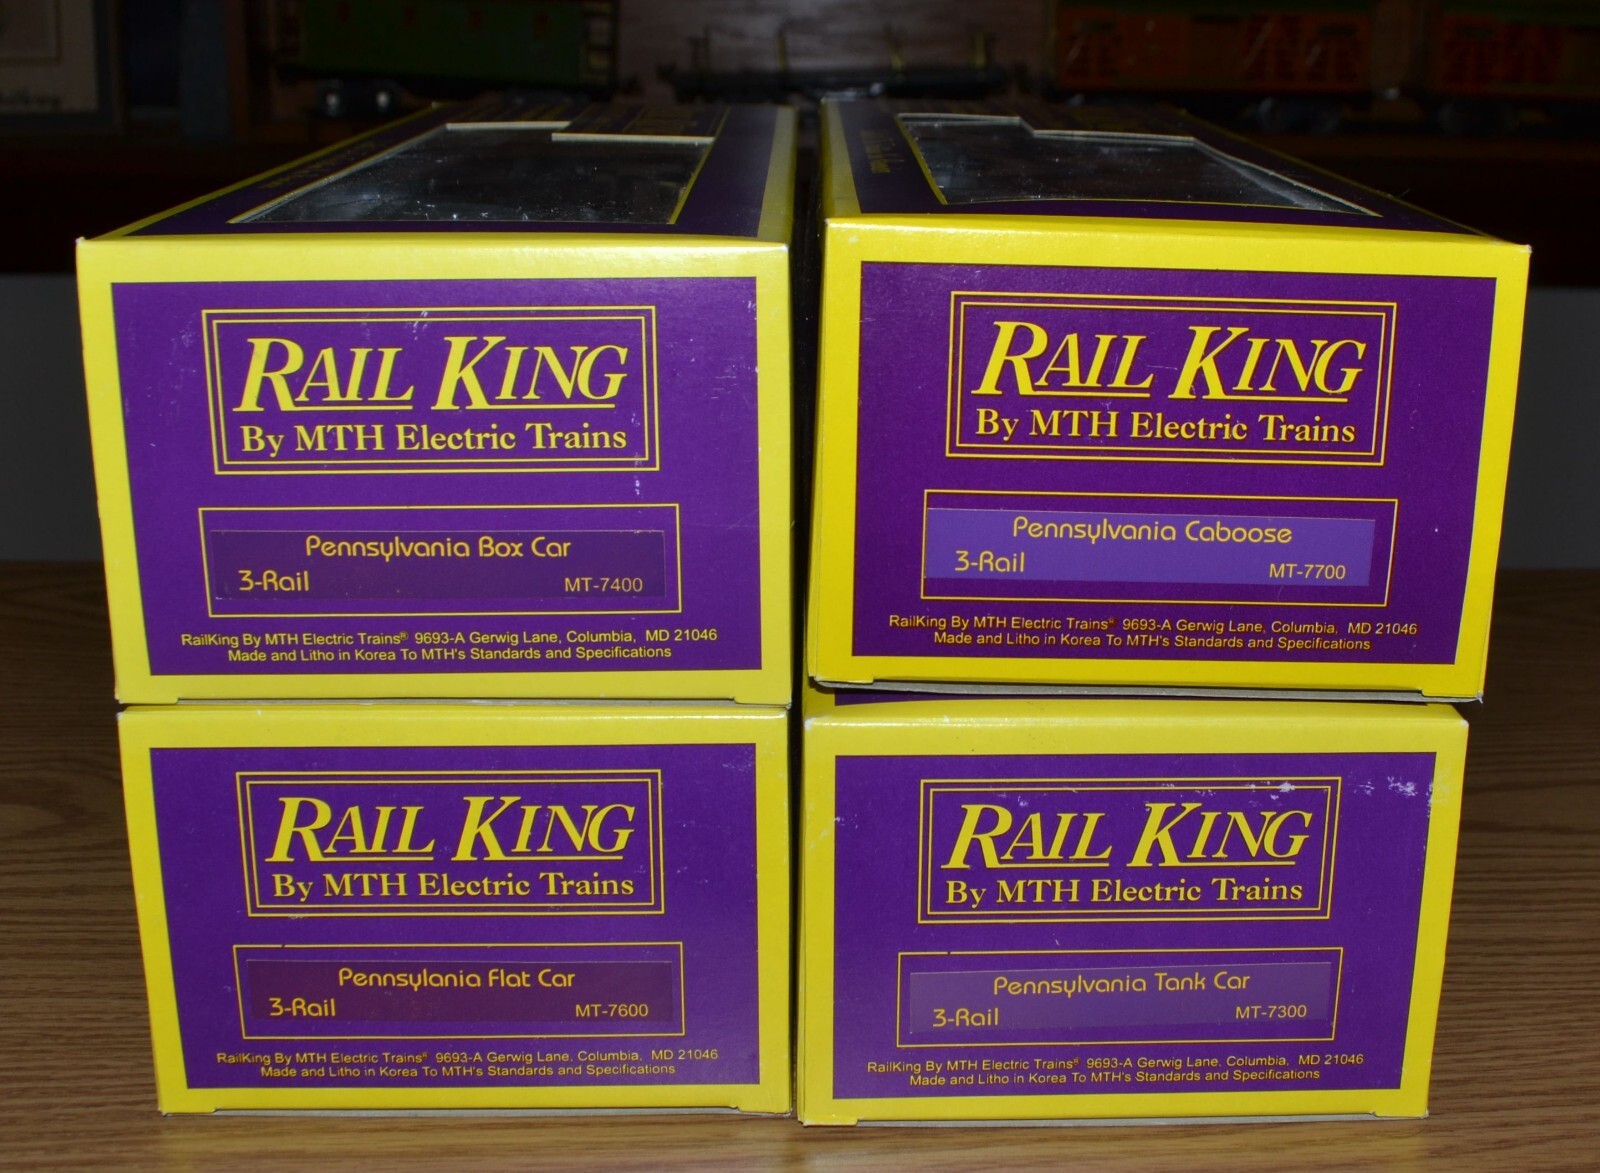 RAIL KING
By MTH Electric Trains
Pennsylvania Box Car
3-Rail MT-7400
RailKing By MTH Electric Trains® 9693-A Gerwig Lane, Columbia, MD 21046
Made and Litho in Korea To MTH's Standards and Specifications
RAIL KING
By MTH Electric Trains
Pennsylvania Caboose
3-Rail MT-7700
RailKing By MTH Electric Trains® 9693-A Gerwig Lane, Columbia, MD 21046
Made and Litho in Korea To MTH's Standards and Specifications
RAIL KING
By MTH Electric Trains
Pennsylania Flat Car
3-Rail MT-7600
RailKing By MTH Electric Trains® 9693-A Gerwig Lane, Columbia, MD 21046
Made and Litho in Korea To MTH's Standards and Specifications
RAIL KING
By MTH Electric Trains
Pennsylvania Tank Car
3-Rail MT-7300
RailKing By MTH Electric Trains® 9693-A Gerwig Lane, Columbia, MD 21046
Made and Litho in Korea To MTH's Standards and Specifications